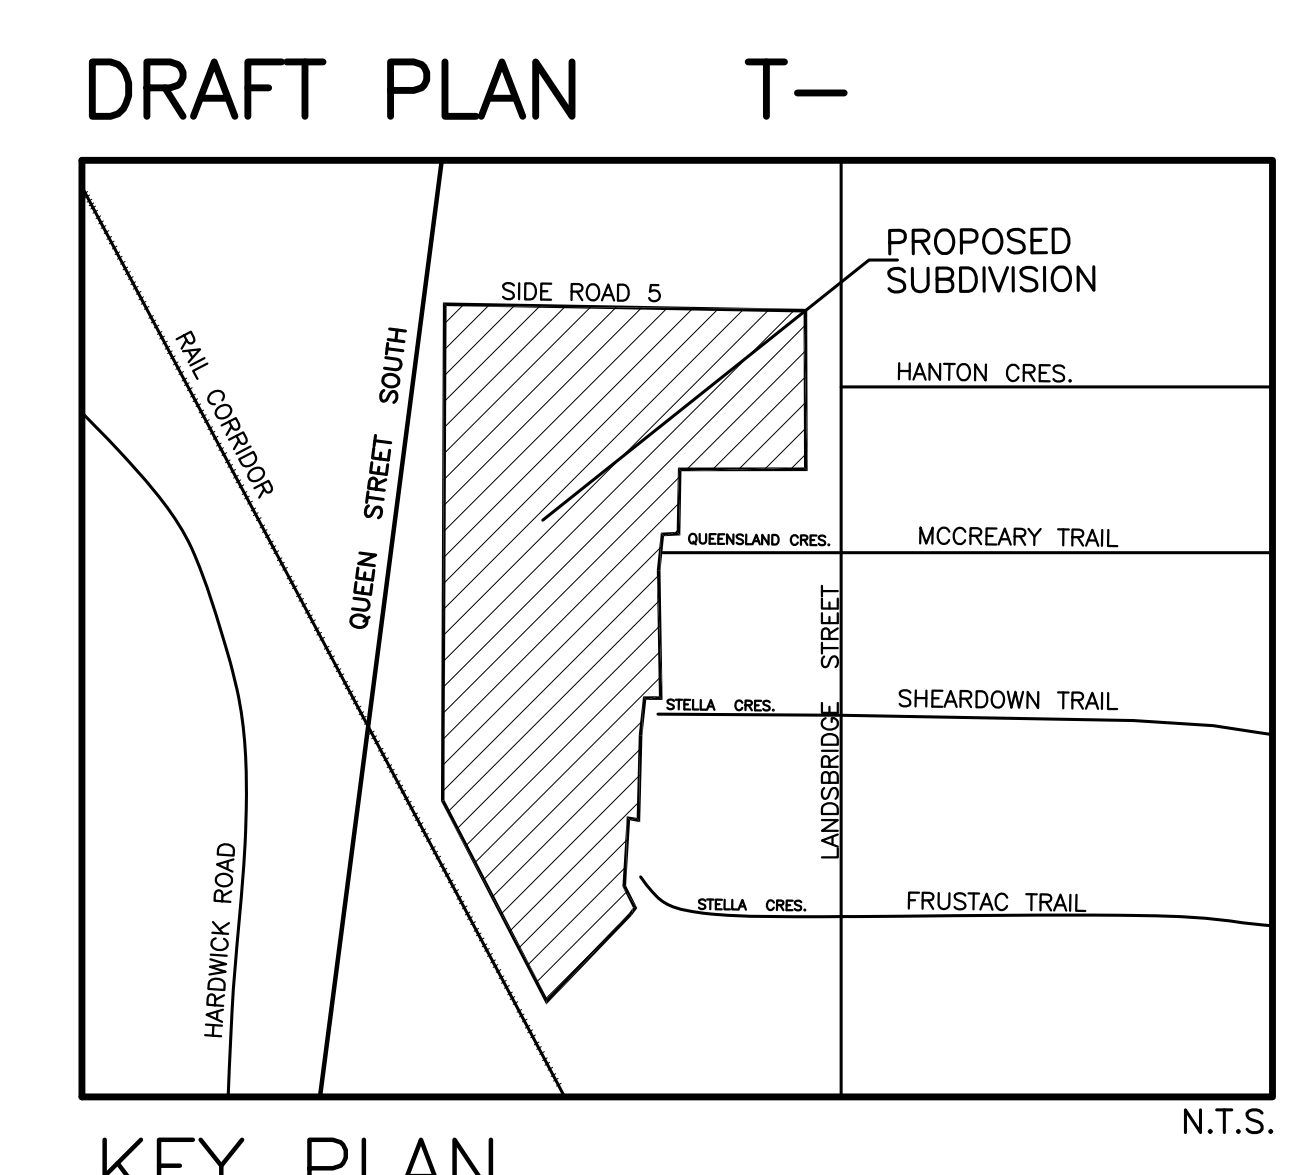 DRAFT PLAN T-
PROPOSED
SUBDIVISION
SIDE ROAD 5
RAIL CORRIDOR
QUEEN STREET SOUTH
HANTON CRES.
QUEENSLAND CRES.
MCCREARY TRAIL
LANDSBRIDGE STREET
STELLA CRES.
SHEARDOWN TRAIL
HARDWICK ROAD
STELLA CRES.
FRUSTAC TRAIL
N.T.S.
KEY PLAN